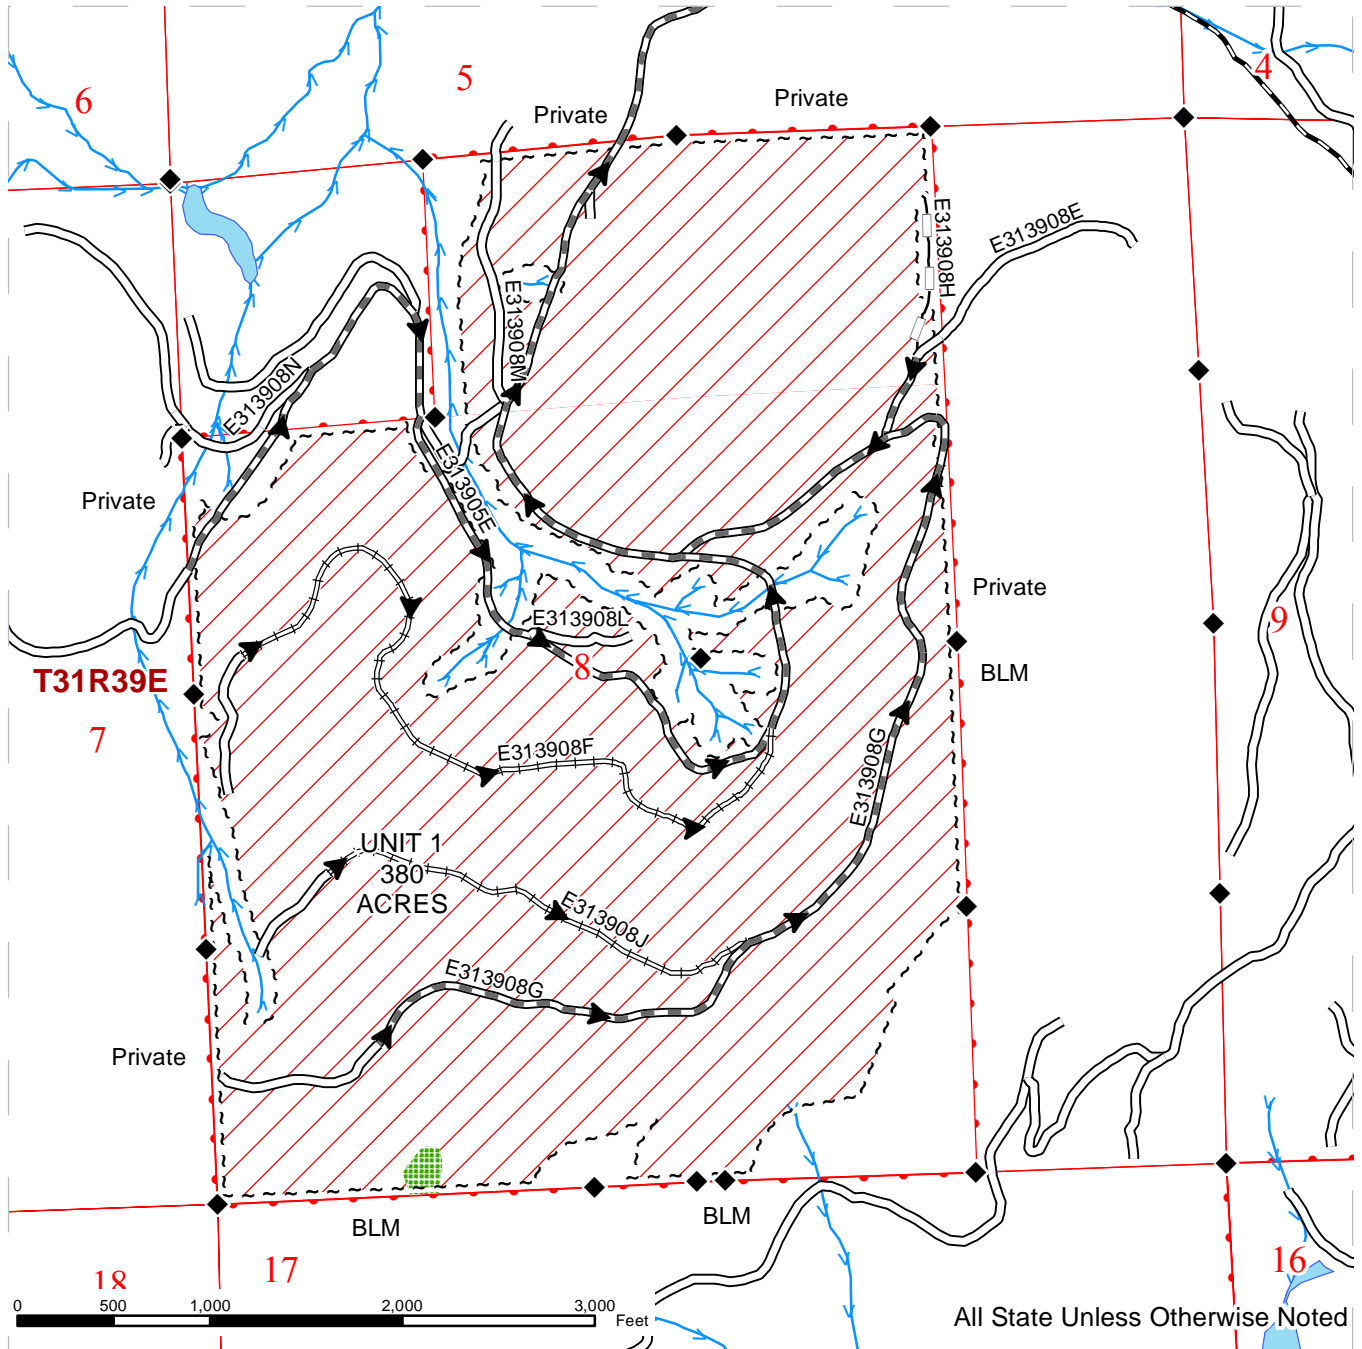 5
6
4
Private
Private
E313908E
E313908H
E313908M
E313908N
E313905E
Private
Private
E313908L
9
8
BLM
T31R39E
7
E313908F
E313908G
UNIT 1
380
ACRES
E313908J
E313908G
Private
BLM
BLM
17
18
16
0 500 1,000 2,000 3,000
Feet
All State Unless Otherwise Noted